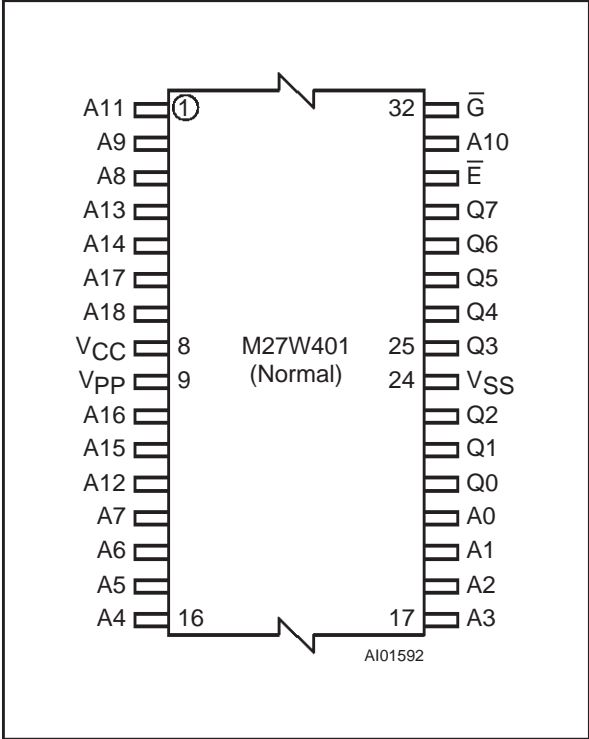 A11 1 32 G̅
A9 A10
A8 E̅
A13 Q7
A14 Q6
A17 Q5
A18 Q4
VCC 8 M27W401 25 Q3
VPP 9 (Normal) 24 VSS
A16 Q2
A15 Q1
A12 Q0
A7 A0
A6 A1
A5 A2
A4 16 17 A3
AI01592